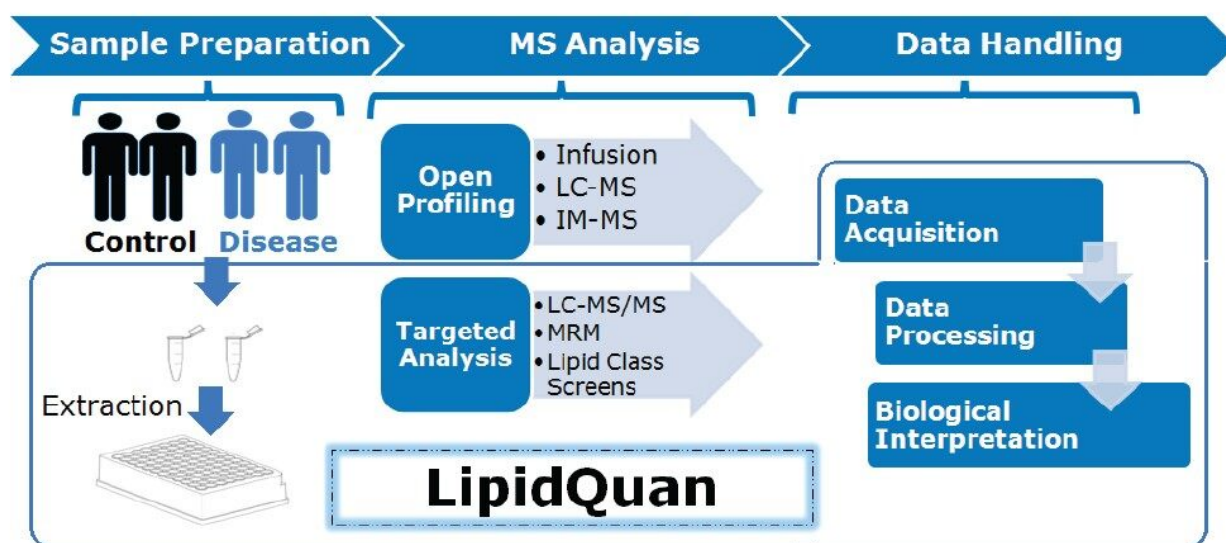 Sample Preparation
MS Analysis
Data Handling
Control Disease
Extraction
Open
Profiling
• Infusion
• LC-MS
• IM-MS
Targeted
Analysis
• LC-MS/MS
• MRM
• Lipid Class
Screens
LipidQuan
Data
Acquisition
Data
Processing
Biological
Interpretation